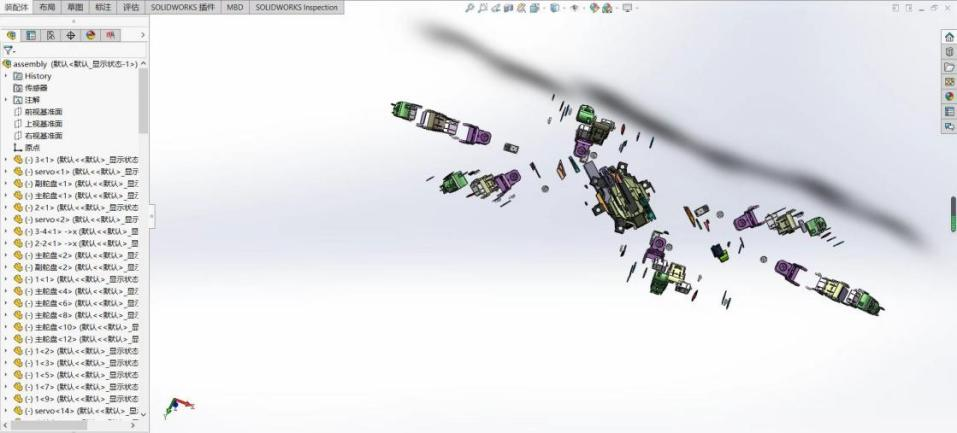 装配体 布局 草图 标注 评估 SOLIDWORKS 插件 MBD SOLIDWORKS Inspection
assembly (默认<默认_显示状态-1>)
History
传感器
注解
前视基准面
上视基准面
右视基准面
原点
(-) 3<1> (默认<<默认>_显示状态
(-) servo<1> (默认<<默认>_显示
(-) 副舵盘<1> (默认<<默认>_显示
(-) 主舵盘<1> (默认<<默认>_显示
(-) 2<1> (默认<<默认>_显示状态
(-) servo<2> (默认<<默认>_显示
(-) 3-4<1> ->x (默认<<默认>_显
(-) 2-2<1> ->x (默认<<默认>_显
(-) 主舵盘<2> (默认<<默认>_显示
(-) 副舵盘<2> (默认<<默认>_显示
(-) 1<1> (默认<<默认>_显示状态
(-) 主舵盘<4> (默认<<默认>_显示
(-) 主舵盘<6> (默认<<默认>_显示
(-) 主舵盘<8> (默认<<默认>_显示
(-) 主舵盘<10> (默认<<默认>_显
(-) 主舵盘<12> (默认<<默认>_显
(-) 1<2> (默认<<默认>_显示状态
(-) 1<3> (默认<<默认>_显示状态
(-) 1<5> (默认<<默认>_显示状态
(-) 1<7> (默认<<默认>_显示状态
(-) 1<9> (默认<<默认>_显示状态
(-) servo<14> (默认<<默认>_显